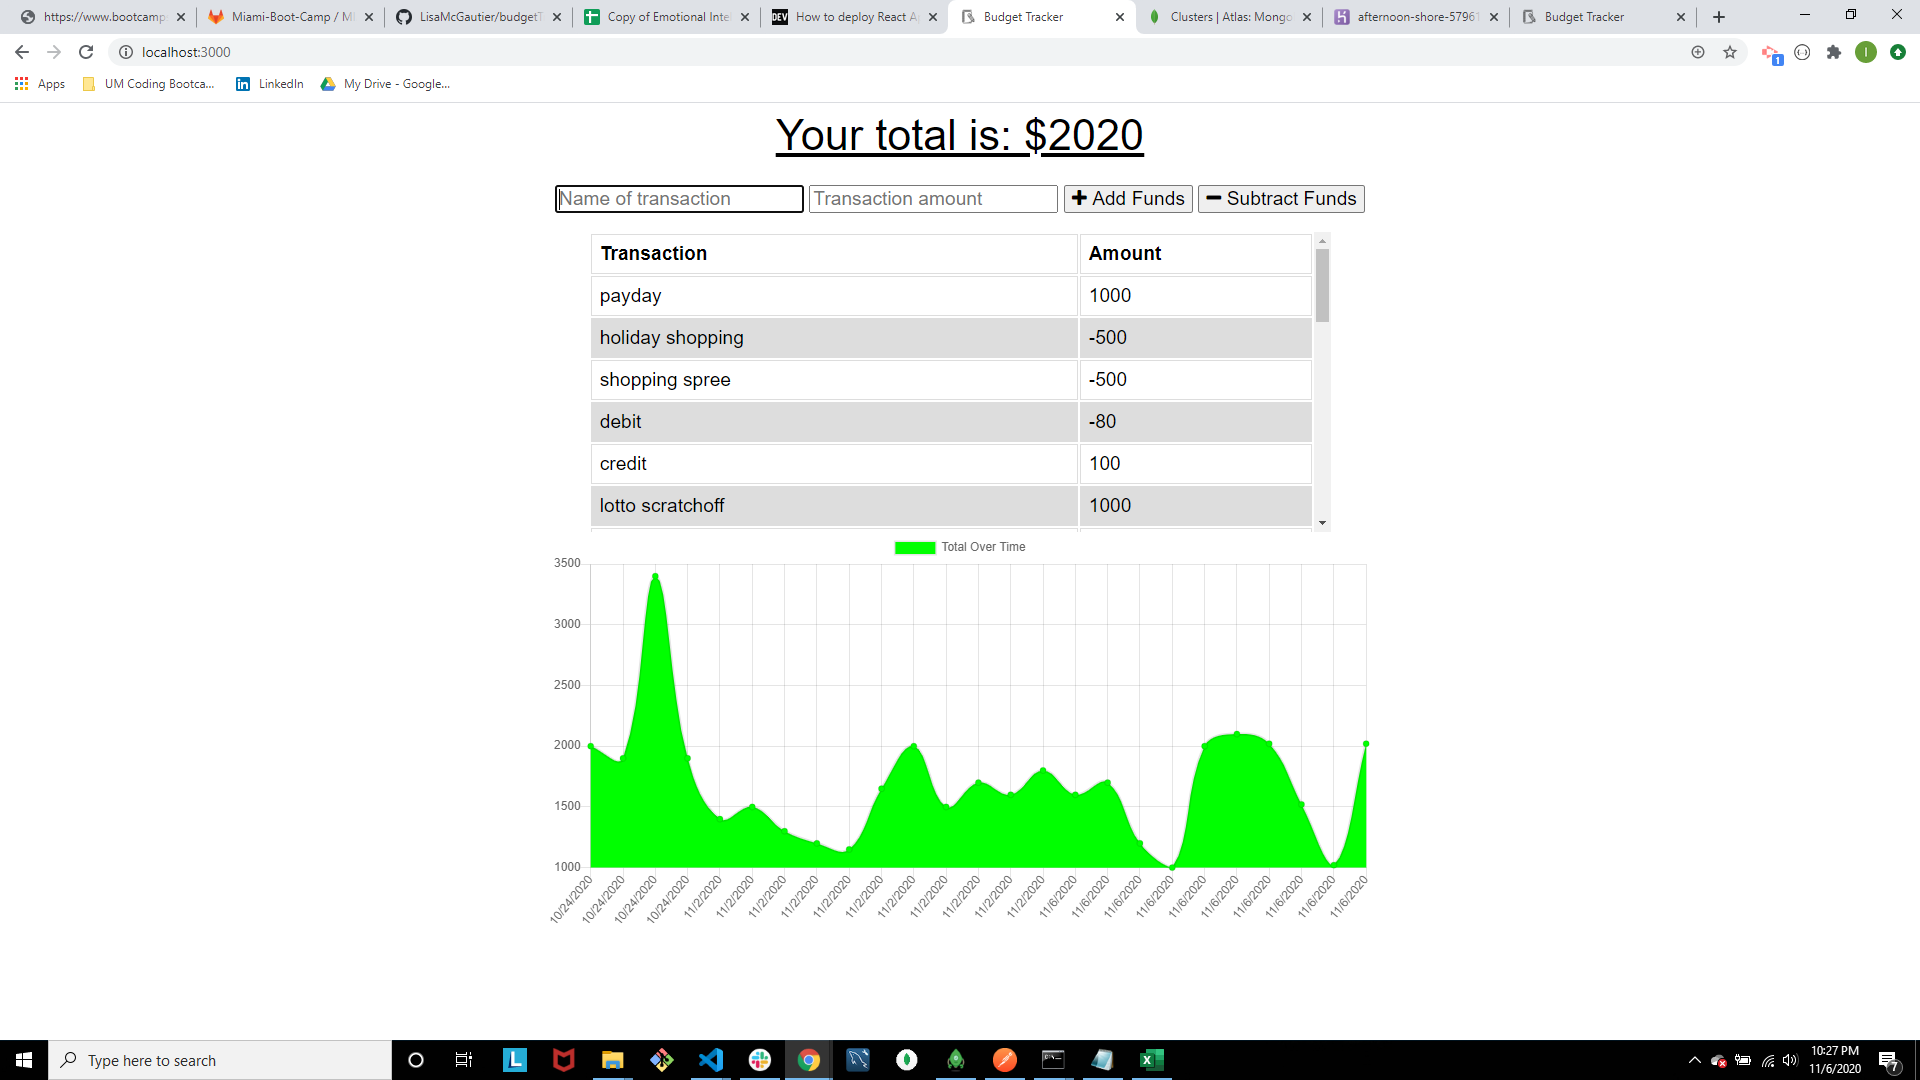 https://www.bootcamp
Miami-Boot-Camp / MI
LisaMcGautier/budgetT
Copy of Emotional Inte
DEV
How to deploy React A
Budget Tracker
Clusters | Atlas: Mongo
afternoon-shore-57961
Budget Tracker
localhost:3000
1
I
Apps
UM Coding Bootca...
LinkedIn
My Drive - Google...
Your total is: $2020
Name of transaction
Transaction amount
Add Funds
Subtract Funds
Transaction Amount
payday 1000
holiday shopping -500
shopping spree -500
debit -80
credit 100
lotto scratchoff 1000
Total Over Time
3500
3000
2500
2000
1500
1000
10/24/2020
10/24/2020
10/24/2020
10/24/2020
11/2/2020
11/2/2020
11/2/2020
11/2/2020
11/2/2020
11/2/2020
11/2/2020
11/2/2020
11/2/2020
11/2/2020
11/2/2020
11/6/2020
11/6/2020
11/6/2020
11/6/2020
11/6/2020
11/6/2020
11/6/2020
11/6/2020
11/6/2020
11/6/2020
Type here to search
10:27 PM
11/6/2020
7